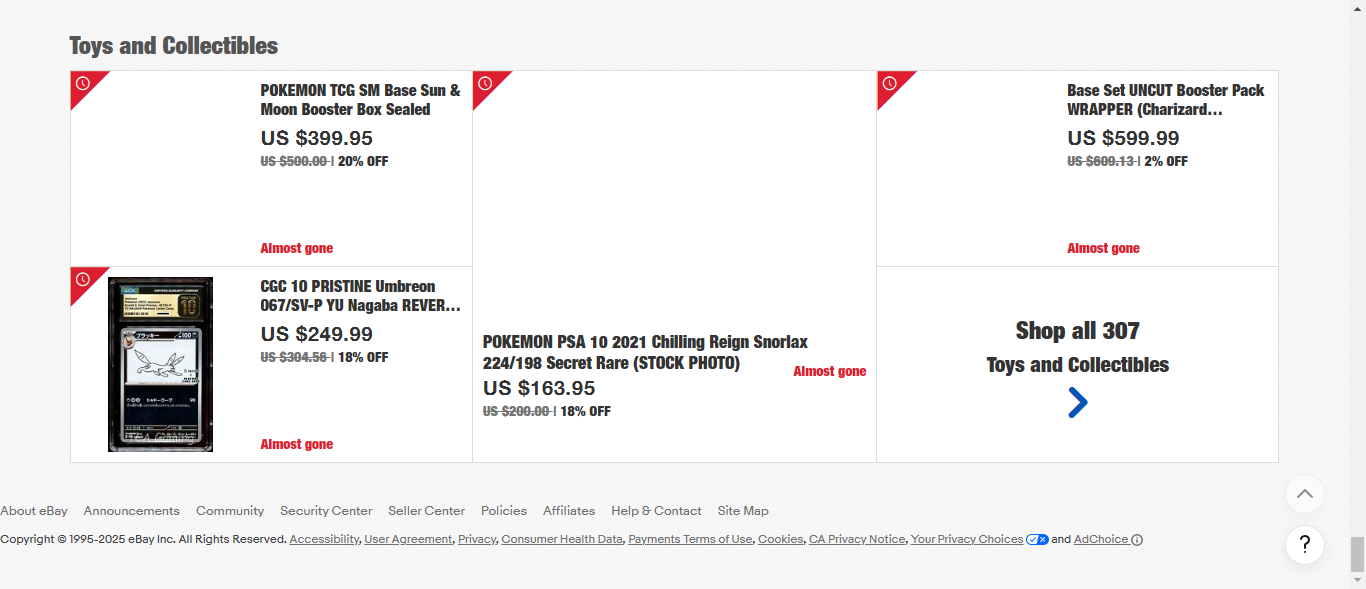 Toys and Collectibles
POKEMON TCG SM Base Sun &
Moon Booster Box Sealed
US $399.95
US $500.00 | 20% OFF
Almost gone
POKEMON PSA 10 2021 Chilling Reign Snorlax
224/198 Secret Rare (STOCK PHOTO)
US $163.95
US $200.00 | 18% OFF
Almost gone
Base Set UNCUT Booster Pack
WRAPPER (Charizard...
US $599.99
US $609.13 | 2% OFF
Almost gone
CGC 10 PRISTINE Umbreon
067/SV-P YU Nagaba REVER...
US $249.99
US $304.56 | 18% OFF
Almost gone
ブラッキー
10
Shop all 307
Toys and Collectibles
About eBay Announcements Community Security Center Seller Center Policies Affiliates Help & Contact Site Map
Copyright © 1995-2025 eBay Inc. All Rights Reserved. Accessibility, User Agreement, Privacy, Consumer Health Data, Payments Terms of Use, Cookies, CA Privacy Notice, Your Privacy Choices and AdChoice
?